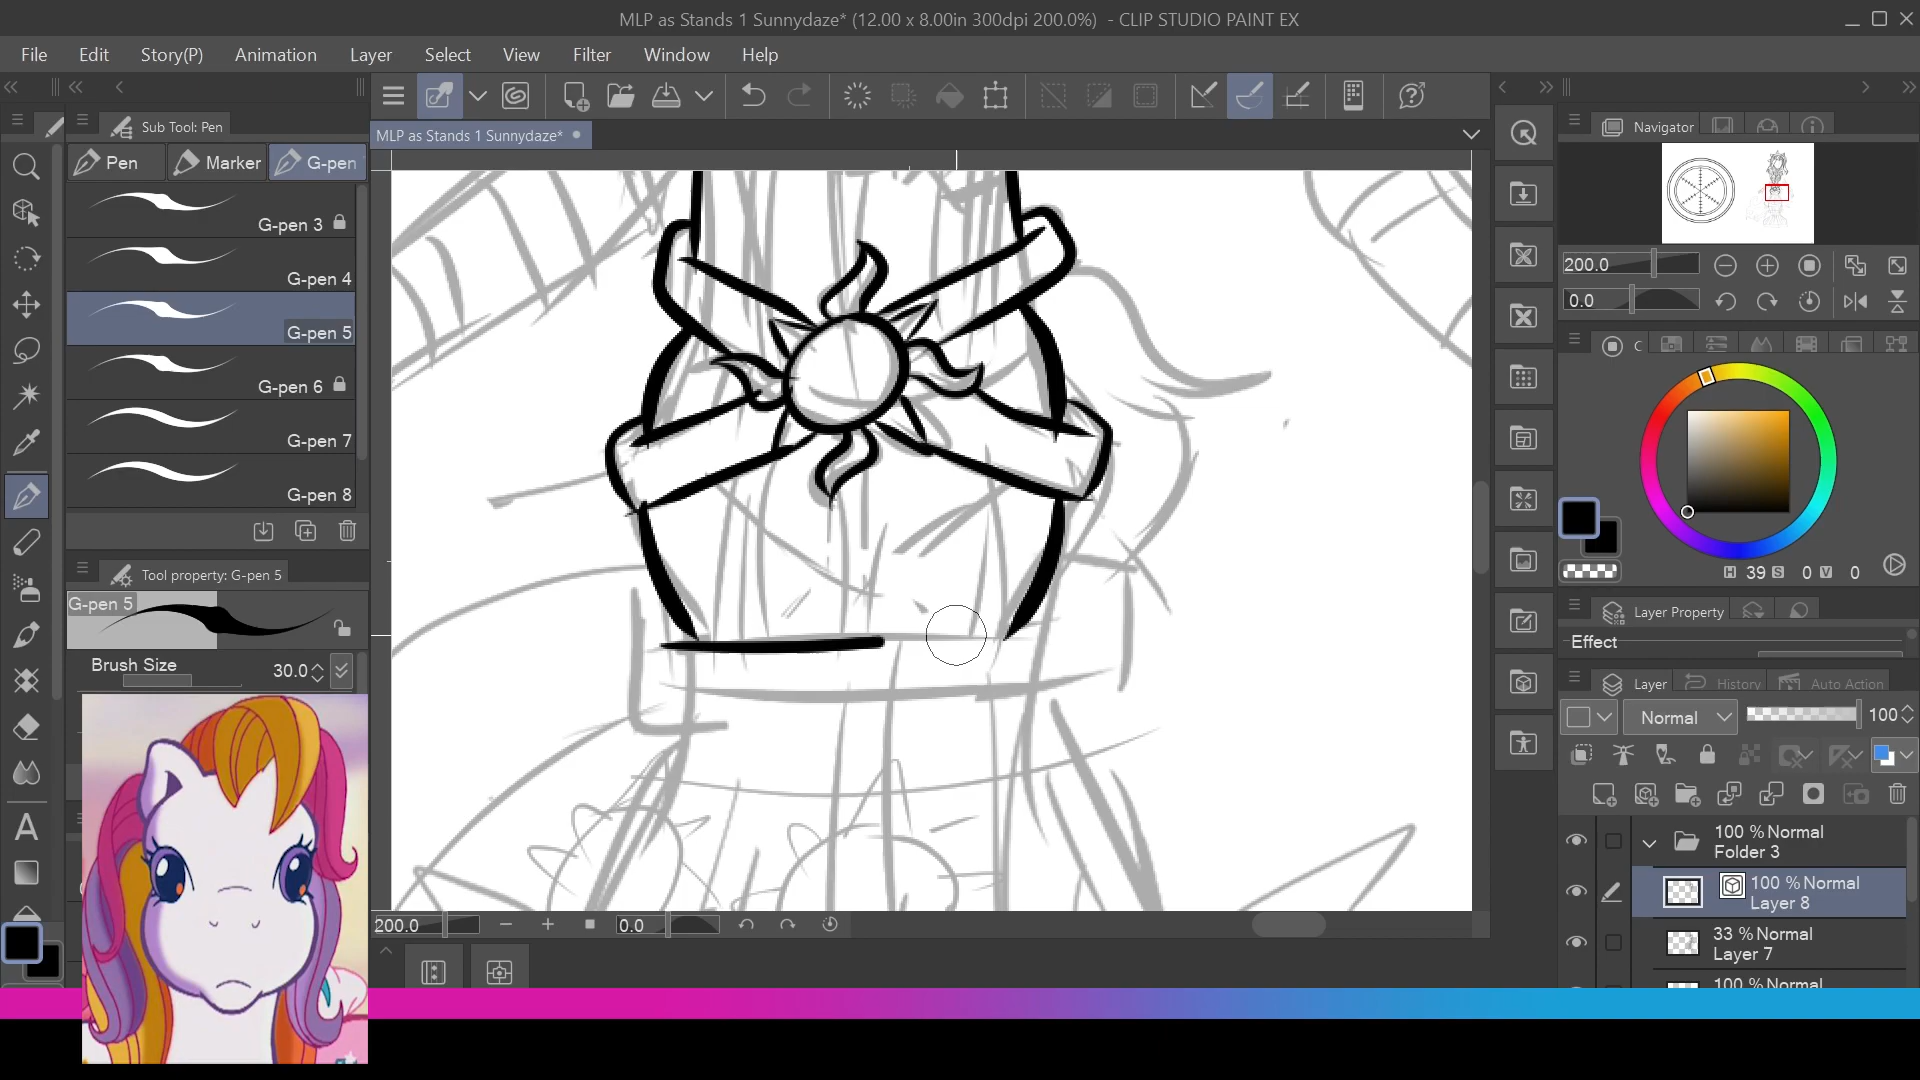 MLP as Stands 1 Sunnydaze* (12.00 x 8.00in 300dpi 200.0%) - CLIP STUDIO PAINT EX
File Edit Story(P) Animation Layer Select View Filter Window Help
Sub Tool: Pen
MLP as Stands 1 Sunnydaze*
Navigator
Pen Marker G-pen
G-pen 3
G-pen 4
G-pen 5
G-pen 6
G-pen 7
G-pen 8
200.0
0.0
C
H 39 S 0 V 0
Tool property: G-pen 5
G-pen 5
Brush Size 30.0
Layer Property
Effect
Layer History Auto Action
Normal 100
100 % Normal
Folder 3
100 % Normal
Layer 8
33 % Normal
Layer 7
100 % Normal
A
200.0 0.0